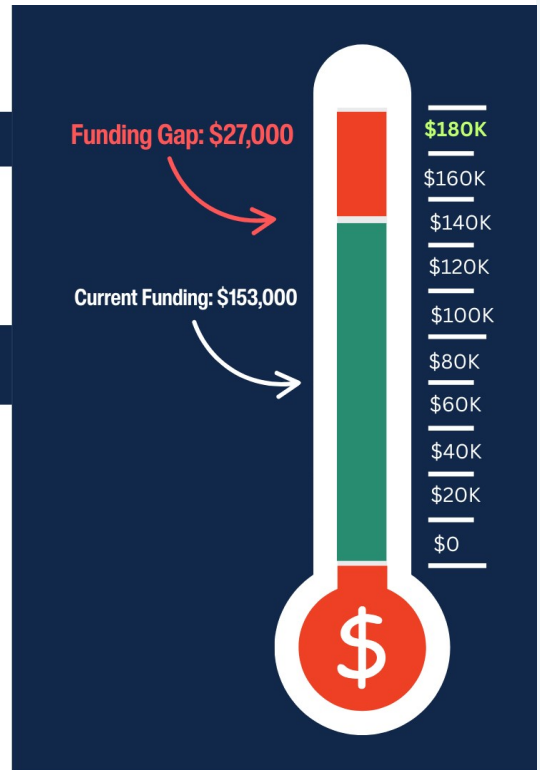 Funding Gap: $27,000
Current Funding: $153,000
$180K
$160K
$140K
$120K
$100K
$80K
$60K
$40K
$20K
$0
$